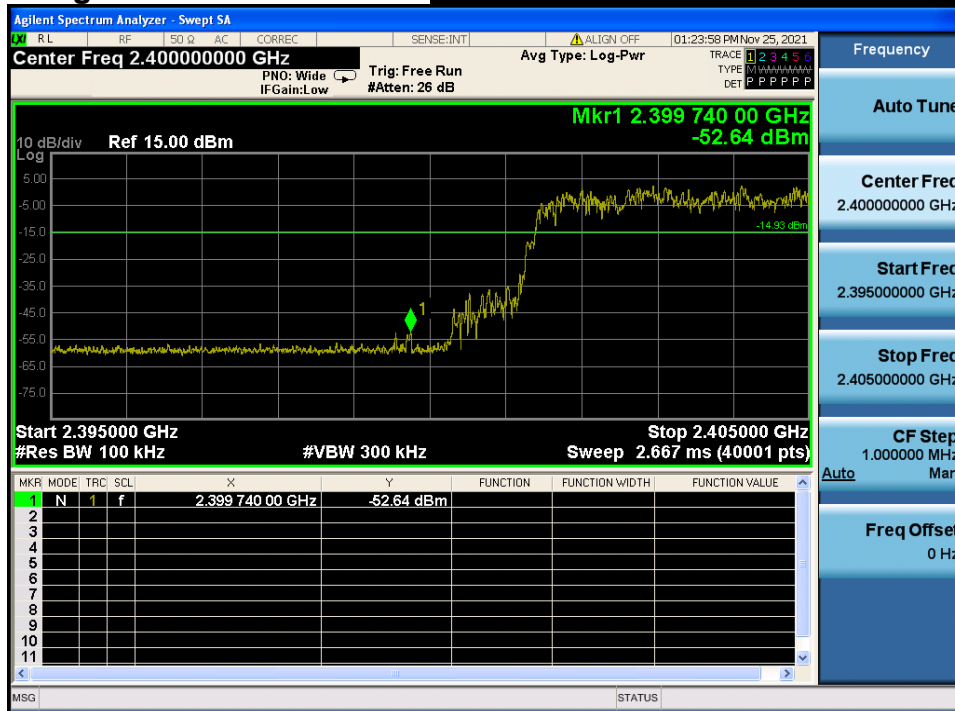 Agilent Spectrum Analyzer - Swept SA
LXI RL RF 50 Ω AC CORREC SENSE:INT ALIGN OFF 01:23:58 PM Nov 25, 2021
Center Freq 2.400000000 GHz
PNO: Wide
IFGain:Low
Trig: Free Run
#Atten: 26 dB
Avg Type: Log-Pwr
TRACE 1 2 3 4 5 6
TYPE M WWWWW
DET P P P P P P
Mkr1 2.399 740 00 GHz
-52.64 dBm
10 dB/div Ref 15.00 dBm
Log
5.00
-5.00
-15.0
-14.93 dBm
-25.0
-35.0
-45.0
1
-55.0
-65.0
-75.0
Start 2.395000 GHz Stop 2.405000 GHz
#Res BW 100 kHz #VBW 300 kHz Sweep 2.667 ms (40001 pts)
MKR MODE TRC SCL X Y FUNCTION FUNCTION WIDTH FUNCTION VALUE
1 N 1 f 2.399 740 00 GHz -52.64 dBm
2
3
4
5
6
7
8
9
10
11
MSG STATUS
Frequency
Auto Tune
Center Freq
2.400000000 GHz
Start Freq
2.395000000 GHz
Stop Freq
2.405000000 GHz
CF Step
1.000000 MHz
Auto Man
Freq Offset
0 Hz